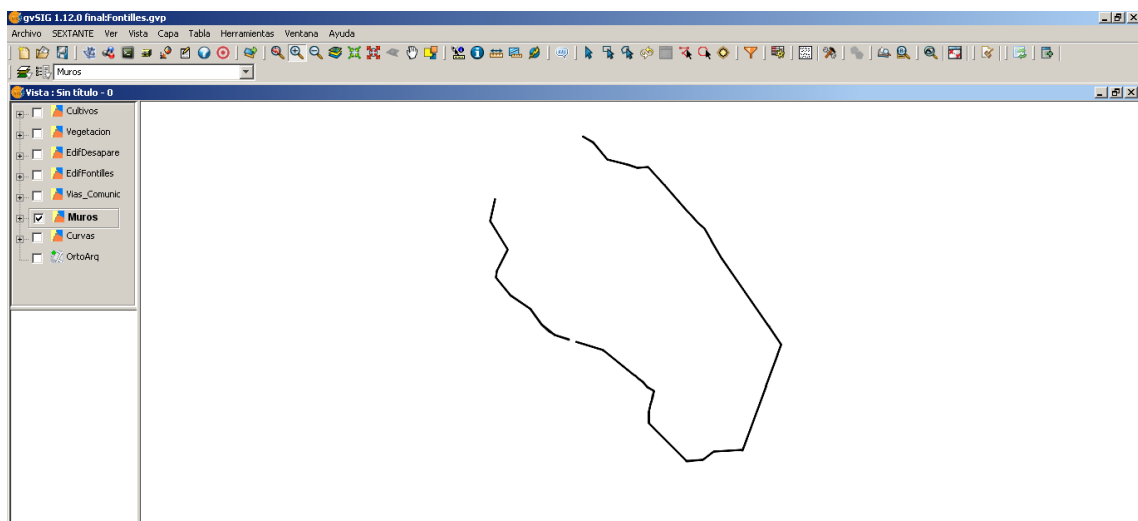 gvSIG 1.12.0 final:Fontilles.gvp
Archivo SEXTANTE Ver Vista Capa Tabla Herramientas Ventana Ayuda
Muros
Vista : Sin título - 0
Cultivos
Vegetacion
EdifDesapare
EdifFontilles
Vias_Comunic
Muros
Curvas
OrtoArq